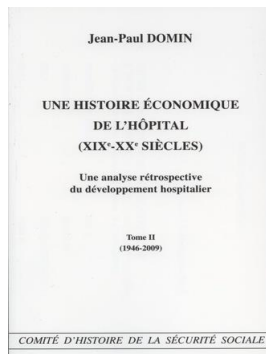 Jean-Paul DOMIN
UNE HISTOIRE ÉCONOMIQUE
DE L'HÔPITAL
(XIXᵉ-XXᵉ SIÈCLES)
Une analyse rétrospective
du développement hospitalier
Tome II
(1946-2009)
COMITÉ D'HISTOIRE DE LA SÉCURITÉ SOCIALE